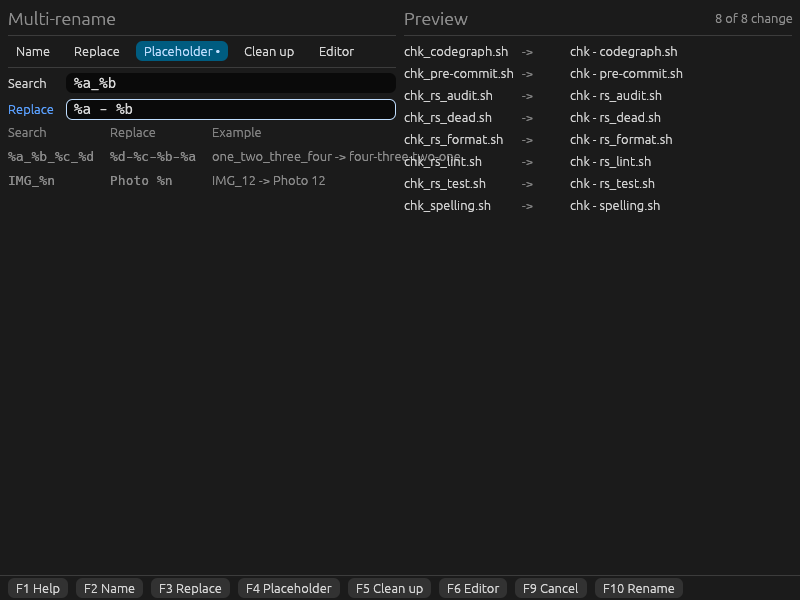 Multi-rename
Name Replace Placeholder • Clean up Editor
Search %a_%b
Replace %a - %b
Search Replace Example
%a_%b_%c_%d %d-%c-%b-%a one_two_three_four -> four-three-two-one
IMG_%n Photo %n IMG_12 -> Photo 12
Preview 8 of 8 change
chk_codegraph.sh -> chk - codegraph.sh
chk_pre-commit.sh -> chk - pre-commit.sh
chk_rs_audit.sh -> chk - rs_audit.sh
chk_rs_dead.sh -> chk - rs_dead.sh
chk_rs_format.sh -> chk - rs_format.sh
chk_rs_lint.sh -> chk - rs_lint.sh
chk_rs_test.sh -> chk - rs_test.sh
chk_spelling.sh -> chk - spelling.sh
F1 Help F2 Name F3 Replace F4 Placeholder F5 Clean up F6 Editor F9 Cancel F10 Rename